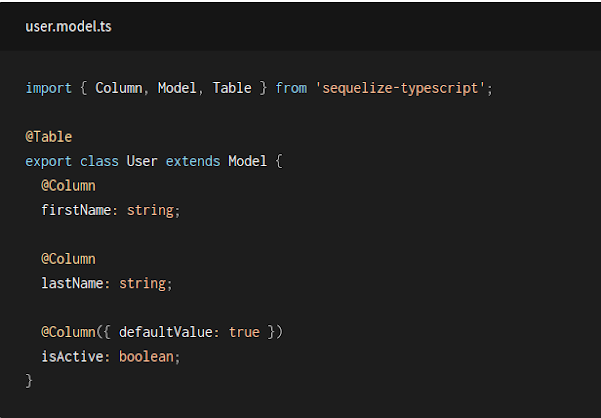 user.model.ts
import { Column, Model, Table } from 'sequelize-typescript';
@Table
export class User extends Model {
@Column
firstName: string;
@Column
lastName: string;
@Column({ defaultValue: true })
isActive: boolean;
}